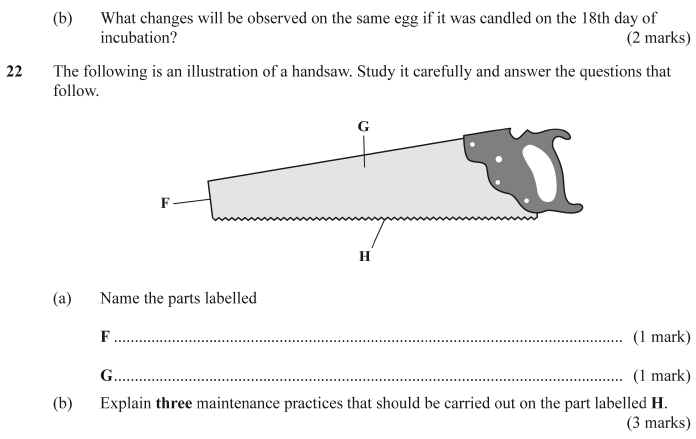 (b) What changes will be observed on the same egg if it was candled on the 18th day of
incubation? (2 marks)
22 The following is an illustration of a handsaw. Study it carefully and answer the questions that
follow.
G
F
H
(a) Name the parts labelled
F ........................................................................................................................ (1 mark)
G........................................................................................................................ (1 mark)
(b) Explain three maintenance practices that should be carried out on the part labelled H.
(3 marks)